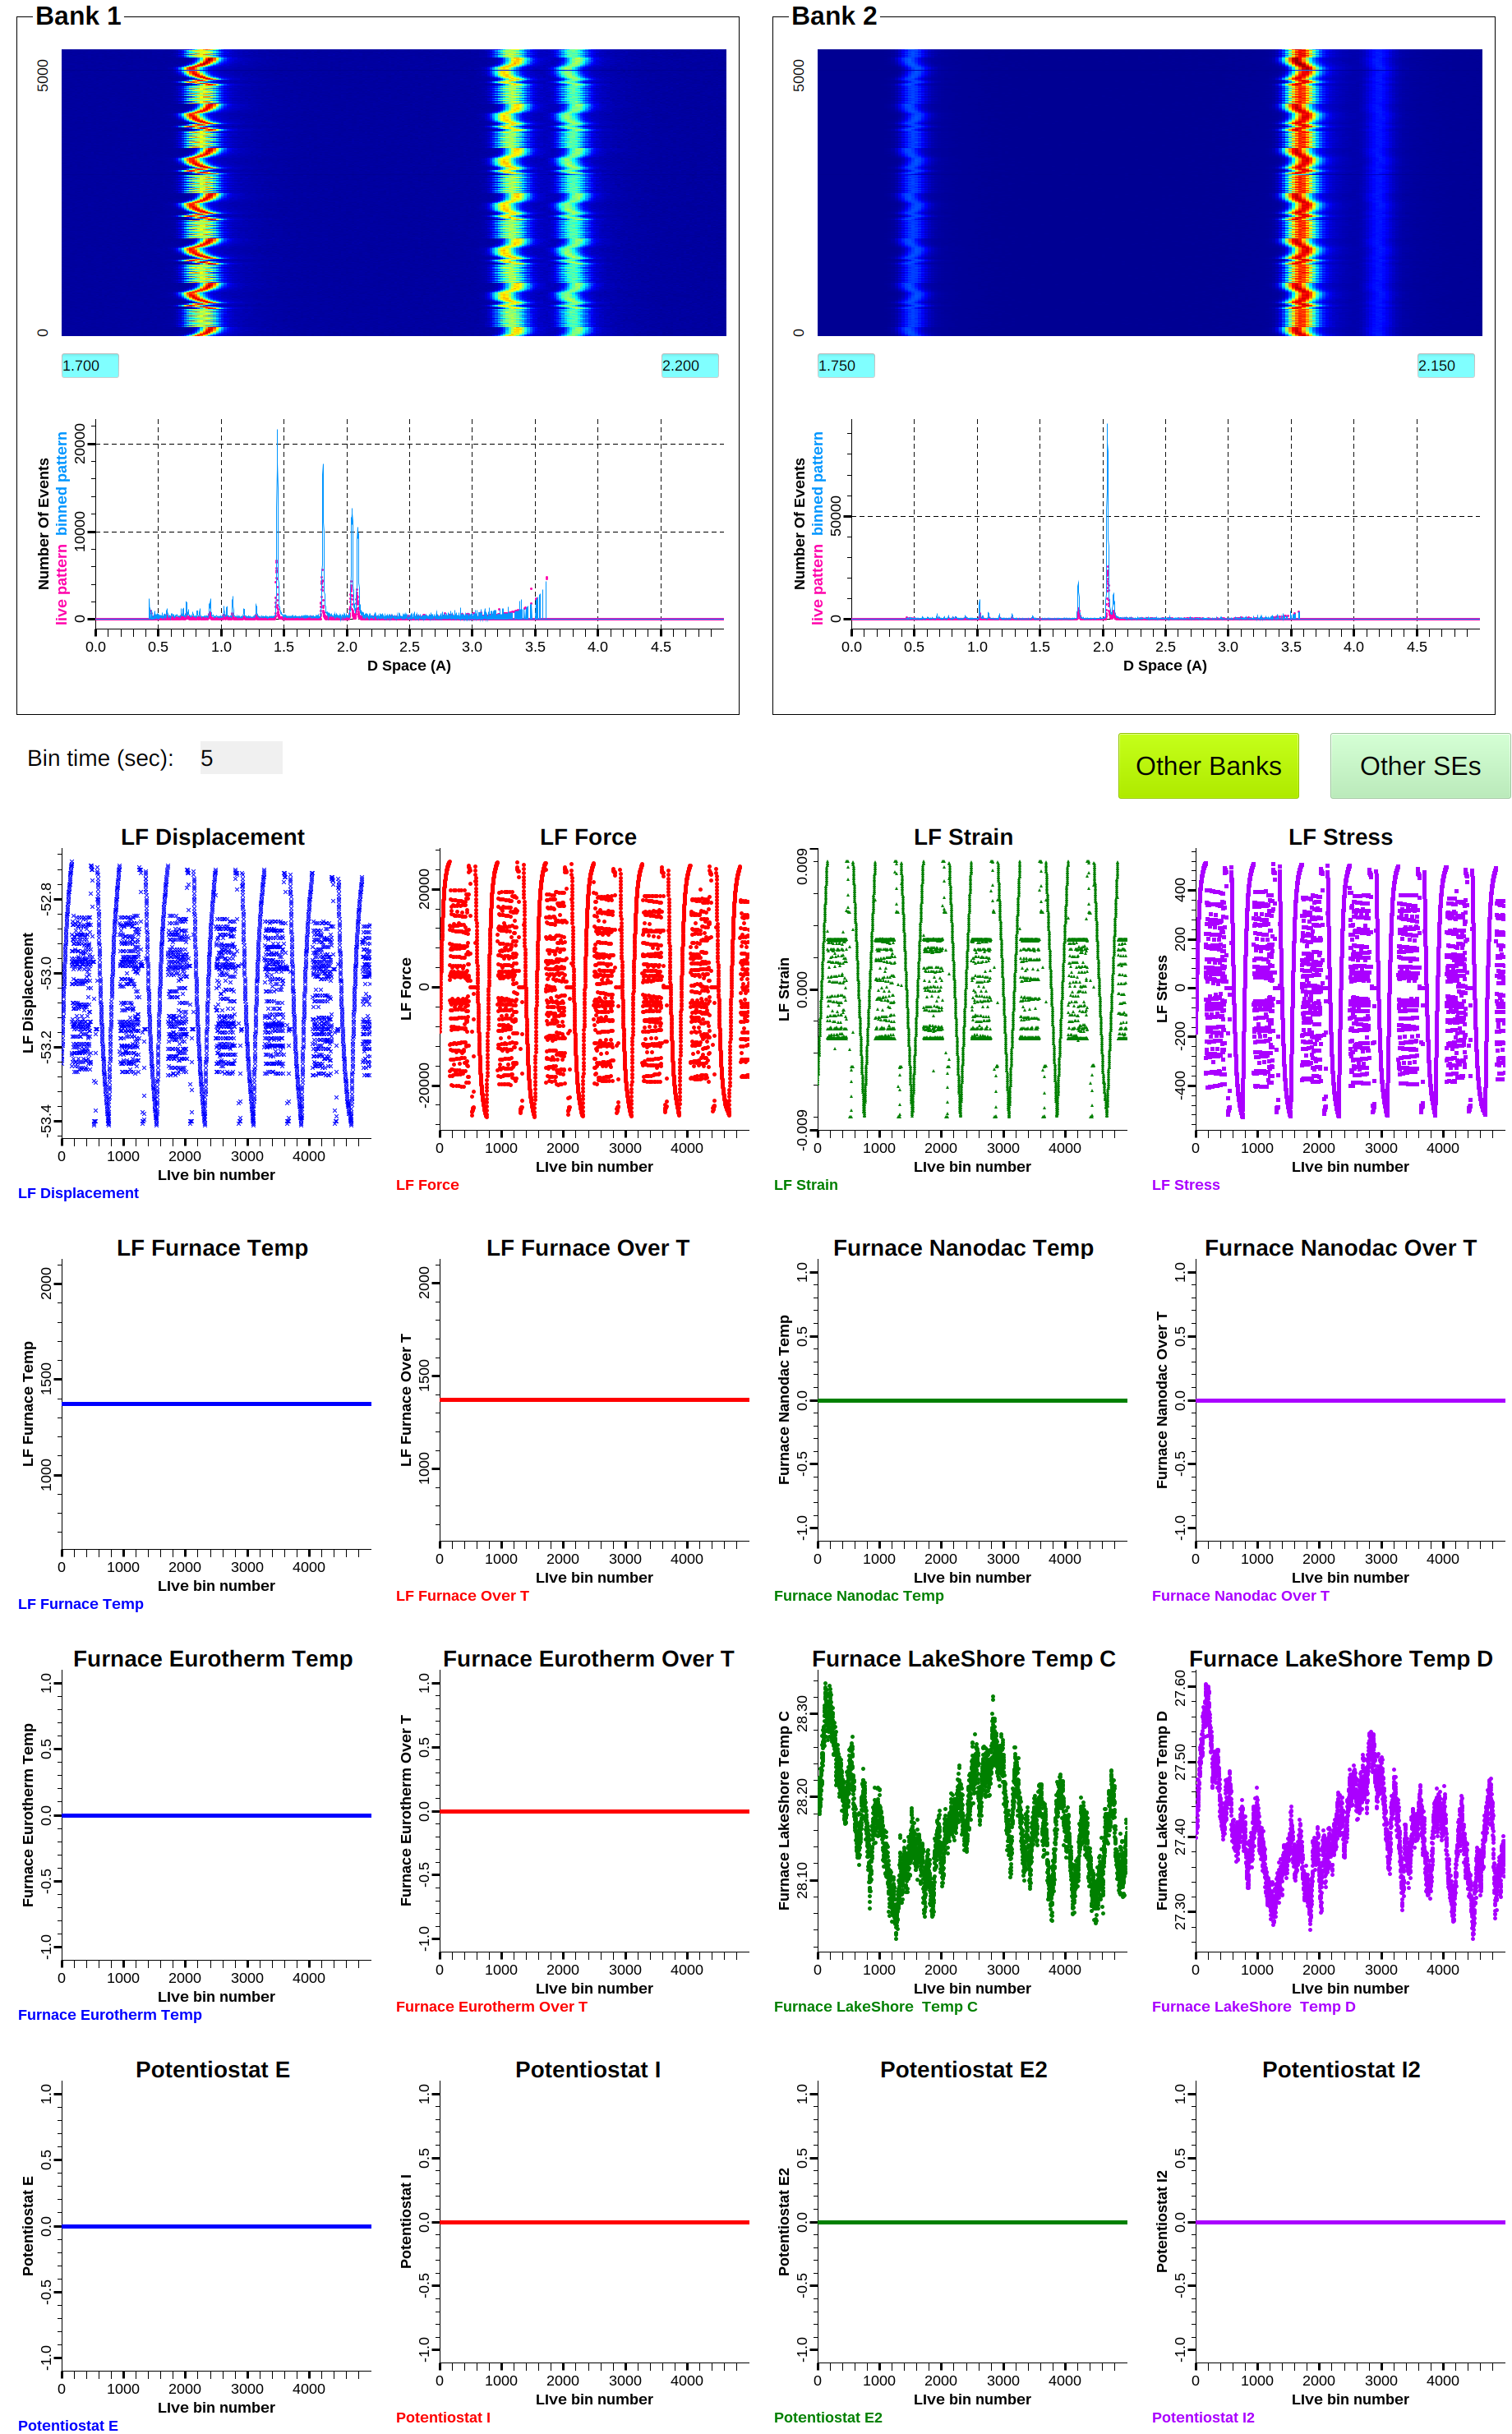 Bank 1
5000
0
1.700
2.200
Number Of Events
live pattern binned pattern
20000
10000
0
0.0 0.5 1.0 1.5 2.0 2.5 3.0 3.5 4.0 4.5
D Space (A)
Bank 2
5000
0
1.750
2.150
Number Of Events
live pattern binned pattern
50000
0
0.0 0.5 1.0 1.5 2.0 2.5 3.0 3.5 4.0 4.5
D Space (A)
Bin time (sec): 5
Other Banks
Other SEs
LF Displacement
LF Displacement
-52.8
-53.0
-53.2
-53.4
0 1000 2000 3000 4000
LIve bin number
LF Displacement
LF Force
LF Force
20000
0
-20000
0 1000 2000 3000 4000
LIve bin number
LF Force
LF Strain
LF Strain
0.009
0.000
-0.009
0 1000 2000 3000 4000
LIve bin number
LF Strain
LF Stress
LF Stress
400
200
0
-200
-400
0 1000 2000 3000 4000
LIve bin number
LF Stress
LF Furnace Temp
LF Furnace Temp
2000
1500
1000
0 1000 2000 3000 4000
LIve bin number
LF Furnace Temp
LF Furnace Over T
LF Furnace Over T
2000
1500
1000
0 1000 2000 3000 4000
LIve bin number
LF Furnace Over T
Furnace Nanodac Temp
Furnace Nanodac Temp
1.0
0.5
0.0
-0.5
-1.0
0 1000 2000 3000 4000
LIve bin number
Furnace Nanodac Temp
Furnace Nanodac Over T
Furnace Nanodac Over T
1.0
0.5
0.0
-0.5
-1.0
0 1000 2000 3000 4000
LIve bin number
Furnace Nanodac Over T
Furnace Eurotherm Temp
Furnace Eurotherm Temp
1.0
0.5
0.0
-0.5
-1.0
0 1000 2000 3000 4000
LIve bin number
Furnace Eurotherm Temp
Furnace Eurotherm Over T
Furnace Eurotherm Over T
1.0
0.5
0.0
-0.5
-1.0
0 1000 2000 3000 4000
LIve bin number
Furnace Eurotherm Over T
Furnace LakeShore Temp C
Furnace LakeShore Temp C
28.30
28.20
28.10
0 1000 2000 3000 4000
LIve bin number
Furnace LakeShore  Temp C
Furnace LakeShore Temp D
Furnace LakeShore Temp D
27.60
27.50
27.40
27.30
0 1000 2000 3000 4000
LIve bin number
Furnace LakeShore  Temp D
Potentiostat E
Potentiostat E
1.0
0.5
0.0
-0.5
-1.0
0 1000 2000 3000 4000
LIve bin number
Potentiostat E
Potentiostat I
Potentiostat I
1.0
0.5
0.0
-0.5
-1.0
0 1000 2000 3000 4000
LIve bin number
Potentiostat I
Potentiostat E2
Potentiostat E2
1.0
0.5
0.0
-0.5
-1.0
0 1000 2000 3000 4000
LIve bin number
Potentiostat E2
Potentiostat I2
Potentiostat I2
1.0
0.5
0.0
-0.5
-1.0
0 1000 2000 3000 4000
LIve bin number
Potentiostat I2